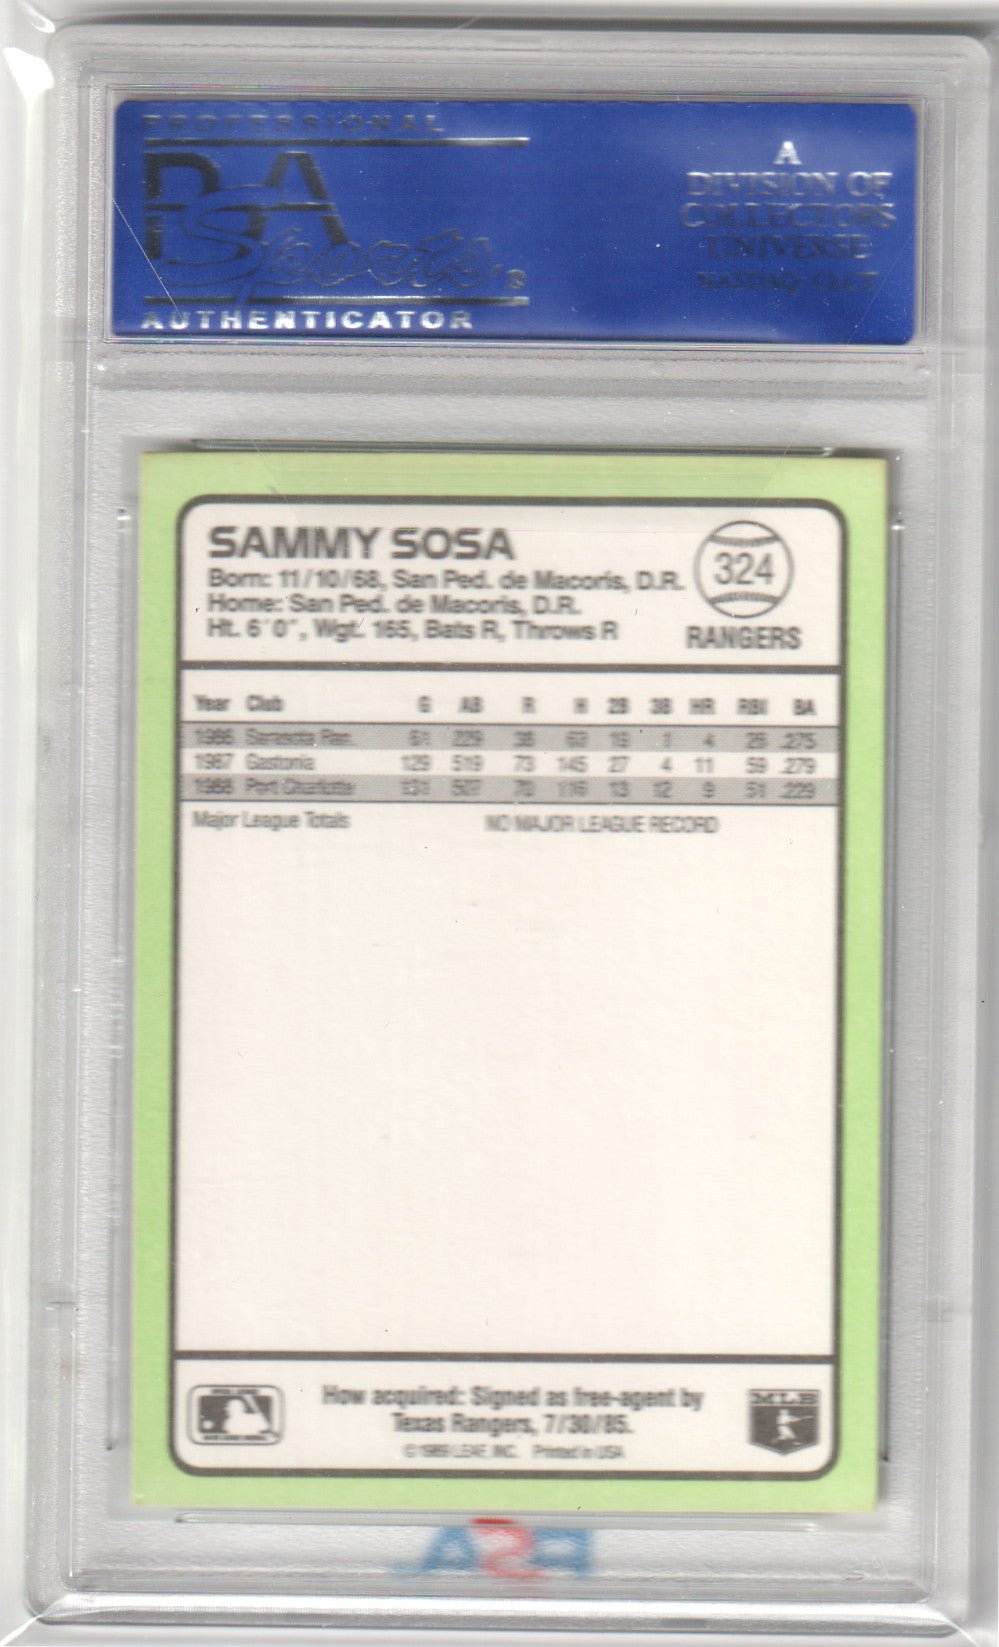 PROFESSIONAL
PSA
Sports®
AUTHENTICATOR
A
DIVISION OF
COLLECTORS
UNIVERSE
NASDAQ: CLCT
SAMMY SOSA
324
Born: 11/10/68, San Ped. de Macoris, D.R.
Home: San Ped. de Macoris, D.R.
Ht. 6'0", Wgt. 165, Bats R, Throws R
RANGERS
Year Club G AB R H 2B 3B HR RBI BA
1986 Sarasota Ran. 61 229 38 63 19 1 4 28 .275
1987 Gastonia 129 519 73 145 27 4 11 59 .279
1988 Port Charlotte 131 507 70 116 13 12 9 51 .229
Major League Totals NO MAJOR LEAGUE RECORD
How acquired: Signed as free-agent by
Texas Rangers, 7/30/85.
© 1989 LEAF, INC. Printed in USA
MLB
PSA